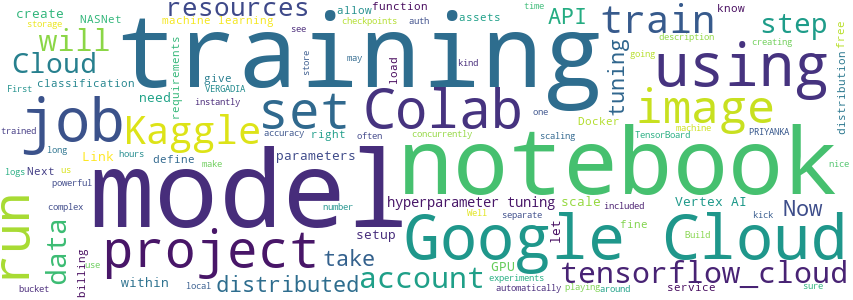 NASNet
create
will
Cloud
resources
machine learning
training
function
allow
checkpoints
auth
assets
see
store
may
load
kind
API
time
train
know
free
step
description
creating
going
storage
First
classification
requirements
give
VERGADIA
instantly
need
using
tuning
distribution
job
Kaggle
set
Colab
image
trained
accuracy
right
often
concurrently
one
Docker
scaling
TensorBoard
machine
PRIYANKA
logs
Next
long
us
hours
Link
define
make
parameters
notebook
nice
powerful
complex
model
number
hyperparameter tuning
included
scale
Vertex AI
kick
Now
run
data
project
setup
Well
separate
let
fine
Build
Google Cloud
use
billing
within
take
distributed
account
GPU
experiments
tensorflow_cloud
bucket
local
automatically
playing
service
around
sure